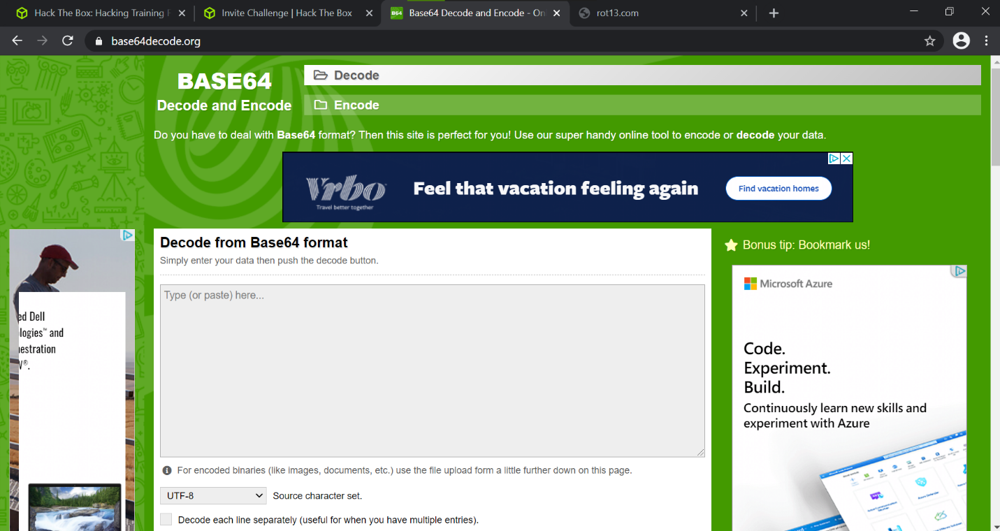 Hack The Box: Hacking Training F
Invite Challenge | Hack The Box
B64
Base64 Decode and Encode - On
rot13.com
base64decode.org
BASE64
Decode and Encode
Decode
Encode
Do you have to deal with Base64 format? Then this site is perfect for you! Use our super handy online tool to encode or decode your data.
Vrbo
Travel better together
Feel that vacation feeling again
Find vacation homes
ed Dell
logies™ and
nestration
®.
Decode from Base64 format
Simply enter your data then push the decode button.
Type (or paste) here...
For encoded binaries (like images, documents, etc.) use the file upload form a little further down on this page.
UTF-8
Source character set.
Decode each line separately (useful for when you have multiple entries).
Bonus tip: Bookmark us!
Microsoft Azure
Code.
Experiment.
Build.
Continuously learn new skills and
experiment with Azure